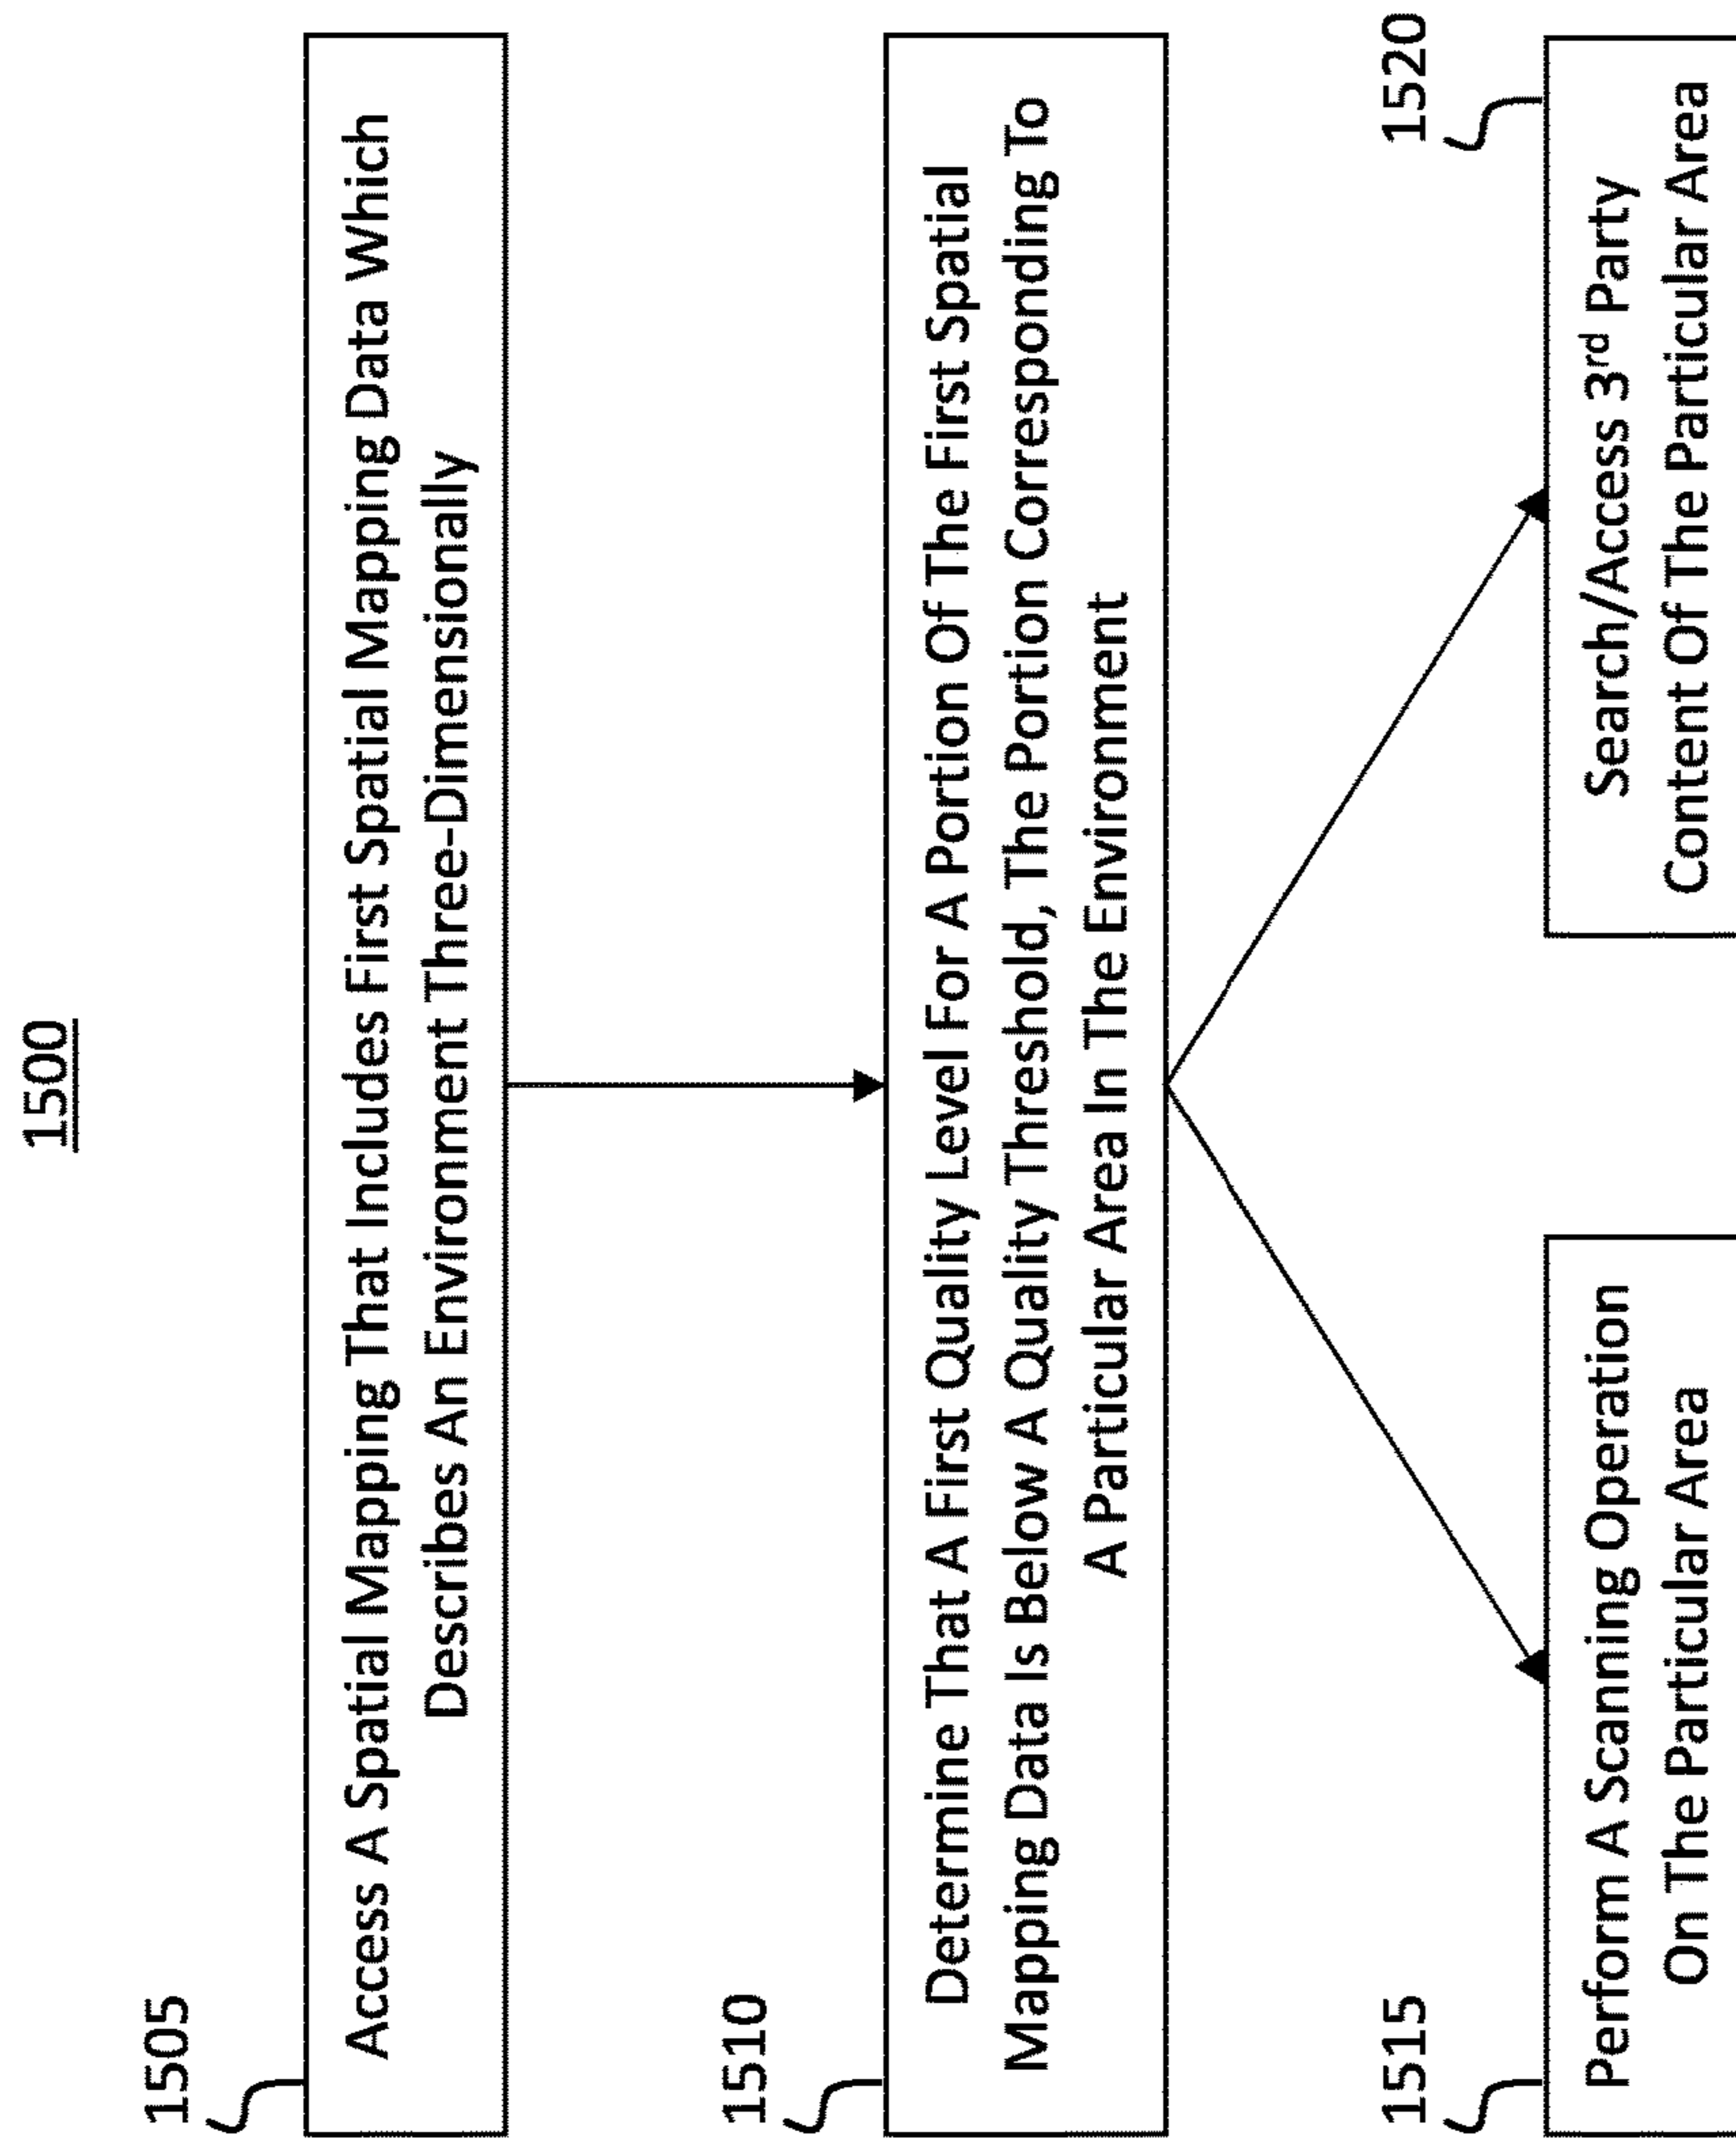 1500
1505
Access A Spatial Mapping That Includes First Spatial Mapping Data Which
Describes An Environment Three-Dimensionally
1510
Determine That A First Quality Level For A Portion Of The First Spatial
Mapping Data Is Below A Quality Threshold, The Portion Corresponding To
A Particular Area In The Environment
1515
Perform A Scanning Operation
On The Particular Area
1520
Search/Access 3rd Party
Content Of The Particular Area